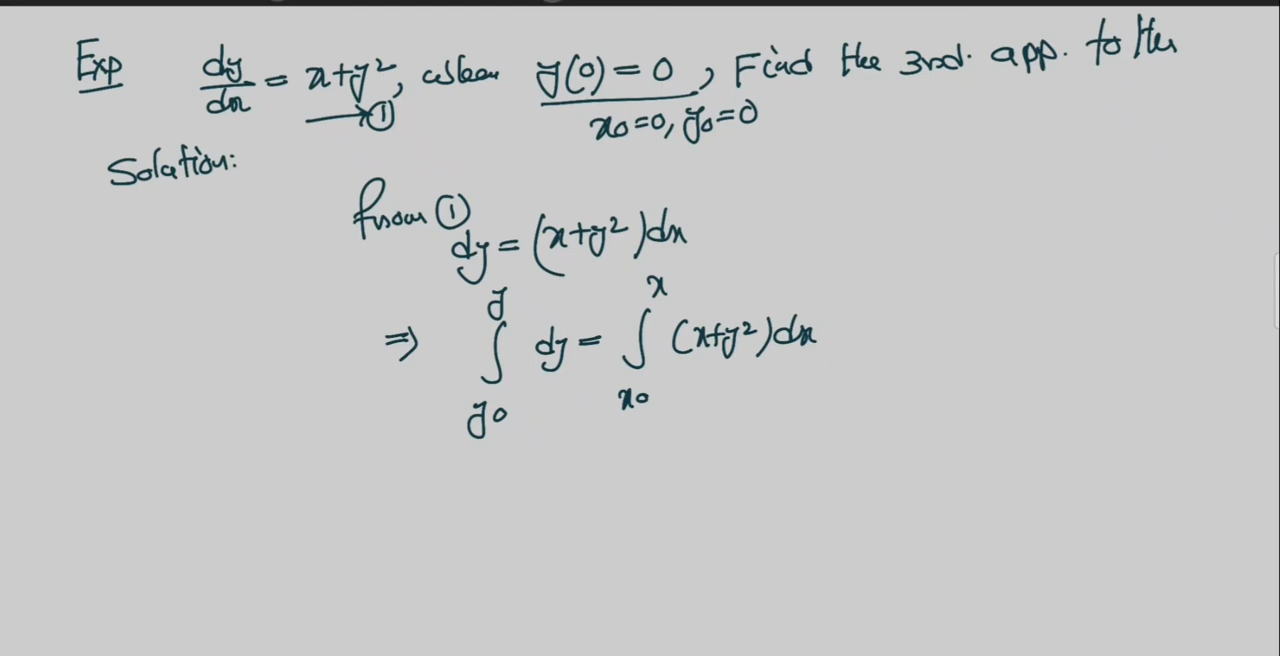 Exp dy/dx = x+y², when y(0)=0, Find the 3rd. app. to the
→① x₀=0, y₀=0
Solution:
from ①
dy = (x+y²)dx
⇒ ∫_{y₀}^{y} dy = ∫_{x₀}^{x} (x+y²)dx